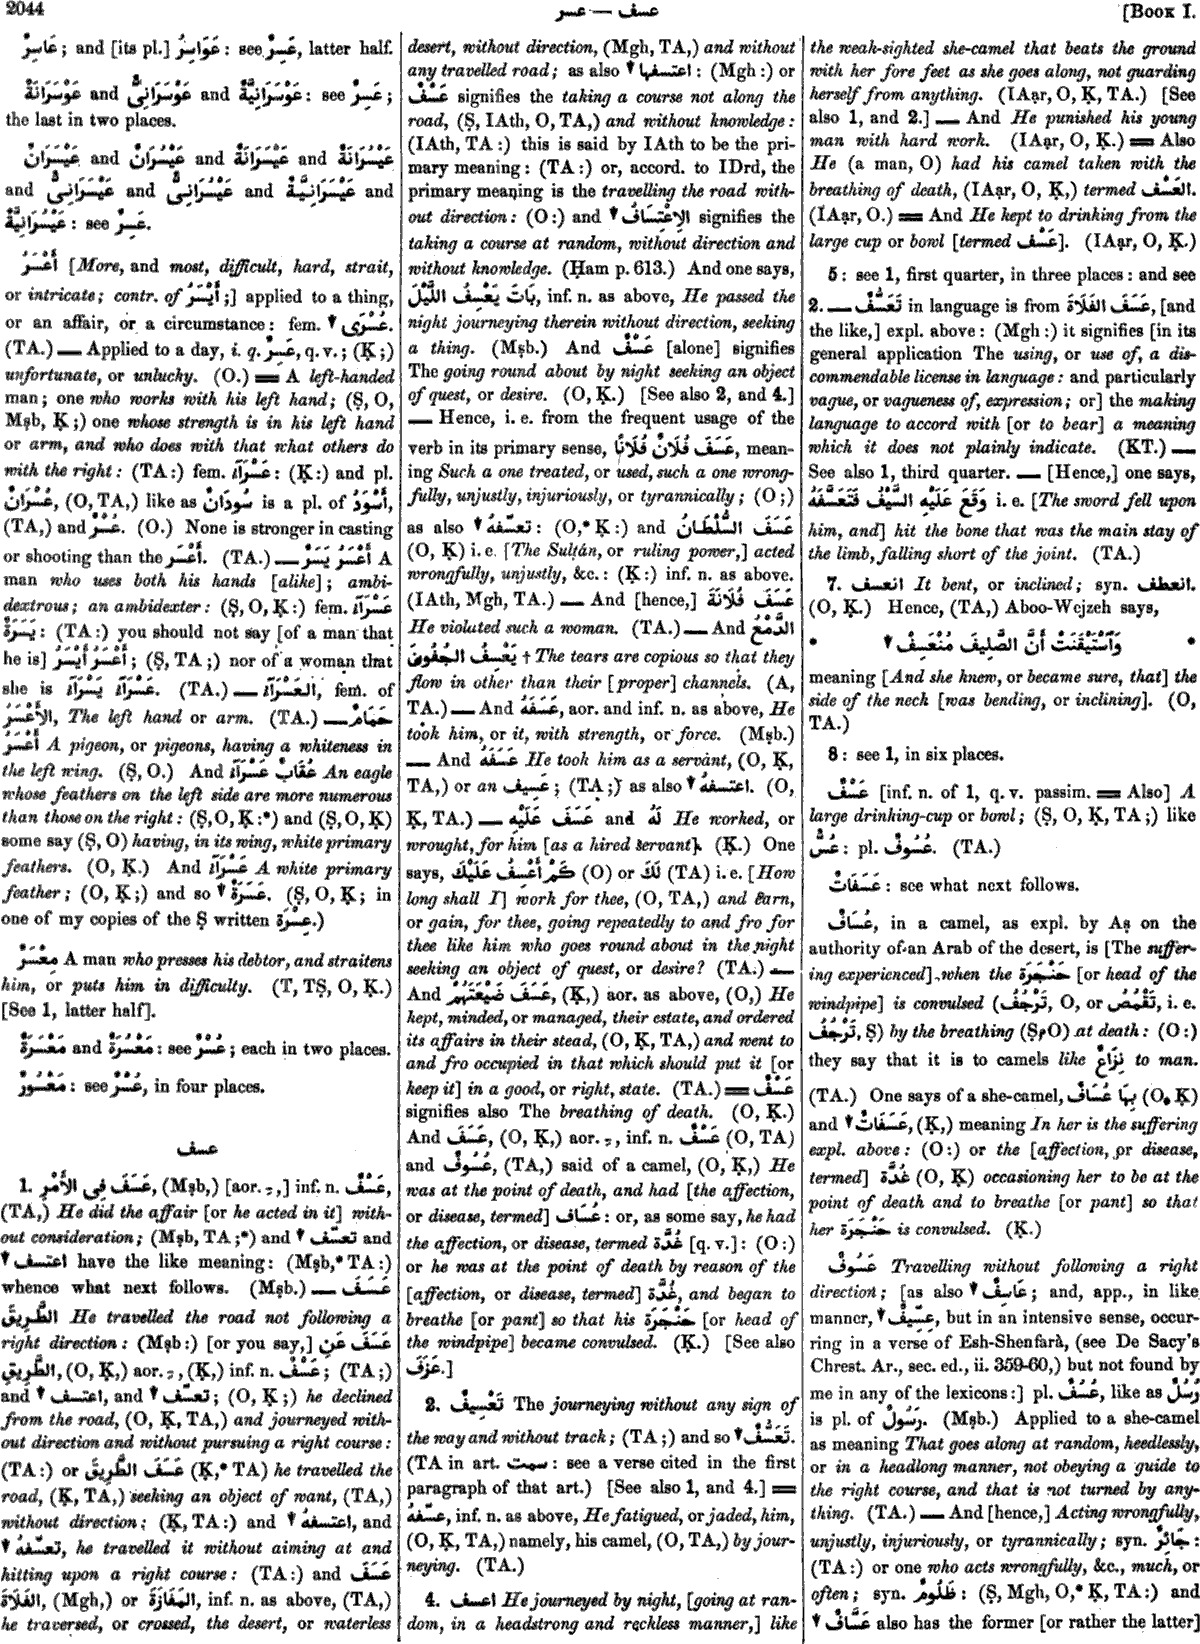 2044
عسر — عسف
[BOOK I.
عَاسِرٌ; and [its pl.] عَوَاسِرُ: see عَسِرٌ, latter half.
عَوْسَرَانَةٌ and عَوْسَرَانِىٌّ and عَوْسَرَانِيَّةٌ: see عَسِرٌ;
the last in two places.
عَيْسَرَانٌ and عَيْسَرَانَةٌ and عَيْسُرَانٌ and عَيْسُرَانَةٌ
and عَيْسَرَانِىٌّ and عَيْسَرَانِيَّةٌ and عَيْسُرَانِىٌّ and
عَيْسُرَانِيَّةٌ: see عَسِرٌ.
أَعْسَرُ [More, and most, difficult, hard, strait,
or intricate; contr. of أَيْسَرُ;] applied to a thing,
or an affair, or a circumstance: fem. ▼ عُسْرَى.
(TA.) — Applied to a day, i. q. عَسِرٌ, q. v.; (Ḳ;)
unfortunate, or unlucky. (O.) = A left-handed
man; one who works with his left hand; (Ṣ, O,
Mṣb, Ḳ;) one whose strength is in his left hand
or arm, and who does with that what others do
with the right: (TA:) fem. عَسْرَآءُ: (Ḳ:) and pl.
عُسْرَانٌ, (O, TA,) like as سُودَانٌ is a pl. of أَسْوَدُ,
(TA,) and عُسْرٌ. (O.) None is stronger in casting
or shooting than the أَعْسَر. (TA.) — أَعْسَرُ يَسَرٌ A
man who uses both his hands [alike]; ambi-
dextrous; an ambidexter: (Ṣ, O, Ḳ:) fem. عَسْرَآءُ
يَسَرَةٌ: (TA:) you should not say [of a man that
he is] أَعْسَرُ أَيْسَرُ; (Ṣ, TA;) nor of a woman that
she is عَسْرَآءُ يَسْرَآءُ. (TA.) — العَسْرَآءُ, fem. of
الأَعْسَرُ, The left hand or arm. (TA.) — حَمَامٌ
أَعْسَرُ A pigeon, or pigeons, having a whiteness in
the left wing. (Ṣ, O.) And عُقَابٌ عَسْرَآءُ An eagle
whose feathers on the left side are more numerous
than those on the right: (Ṣ, O, Ḳ:*) and (Ṣ, O, Ḳ)
some say (Ṣ, O) having, in its wing, white primary
feathers. (O, Ḳ.) And عَسْرَآءُ A white primary
feather; (O, Ḳ;) and so ▼ عَسَرَةٌ. (Ṣ, O, Ḳ; in
one of my copies of the Ṣ written عِسْرَةٌ.)
مِعْسَرٌ A man who presses his debtor, and straitens
him, or puts him in difficulty. (T, TṢ, O, Ḳ.)
[See 1, latter half].
مَعْسَرَةٌ and مَعْسُرَةٌ: see عُسْرٌ; each in two places.
مَعْسُورٌ: see عُسْرٌ, in four places.
عسف
1. عَسَفَ فِى الأَمْرِ, (Mṣb,) [aor. ـِ,] inf. n. عَسْفٌ,
(TA,) He did the affair [or he acted in it] with-
out consideration; (Mṣb, TA;*) and ▼ تعسّف and
▼ اعتسف have the like meaning: (Mṣb,* TA:)
whence what next follows. (Mṣb.) — عَسَفَ
الطَّرِيقَ He travelled the road not following a
right direction: (Mṣb:) [or you say,] عَسَفَ عَنِ
الطَّرِيقِ, (O, Ḳ,) aor. ـِ, (Ḳ,) inf. n. عَسْفٌ; (TA;)
and ▼ اعتسف, and ▼ تعسّف; (O, Ḳ;) he declined
from the road, (O, Ḳ, TA,) and journeyed with-
out direction and without pursuing a right course:
(TA:) or عَسَفَ الطَّرِيقَ (Ḳ,* TA) he travelled the
road, (Ḳ, TA,) seeking an object of want, (TA,)
without direction; (Ḳ, TA:) and ▼ اعتسفهُ, and
▼ تعسّفهُ, he travelled it without aiming at and
hitting upon a right course: (TA:) and عَسَفَ
الفَلَاةَ, (Mgh,) or المَفَازَةَ, inf. n. as above, (TA,)
he traversed, or crossed, the desert, or waterless
desert, without direction, (Mgh, TA,) and without
any travelled road; as also ▼ اعتسفها: (Mgh:) or
عَسْفٌ signifies the taking a course not along the
road, (Ṣ, IAth, O, TA,) and without knowledge:
(IAth, TA:) this is said by IAth to be the pri-
mary meaning: (TA:) or, accord. to IDrd, the
primary meaning is the travelling the road with-
out direction: (O:) and ▼ الاِعْتِسَافُ signifies the
taking a course at random, without direction and
without knowledge. (Ḥam p. 613.) And one says,
بَاتَ يَعْسِفُ اللَّيْلَ, inf. n. as above, He passed the
night journeying therein without direction, seeking
a thing. (Mṣb.) And عَسْفٌ [alone] signifies
The going round about by night seeking an object
of quest, or desire. (O, Ḳ.) [See also 2, and 4.]
— Hence, i. e. from the frequent usage of the
verb in its primary sense, عَسَفَ فُلَانٌ فُلَانًا, mean-
ing Such a one treated, or used, such a one wrong-
fully, unjustly, injuriously, or tyrannically; (O;)
as also ▼ تعسّفهُ: (O,* Ḳ:) and عَسَفَ السُّلْطَانُ
(O, Ḳ) i. e. [The Sulṭán, or ruling power,] acted
wrongfully, unjustly, &c.: (Ḳ:) inf. n. as above.
(IAth, Mgh, TA.) — And [hence,] عَسَفَ فُلَانَةَ
He violated such a woman. (TA.) — And الدَّمْعُ
يَعْسِفُ الجُفُونَ † The tears are copious so that they
flow in other than their [proper] channels. (A,
TA.) — And عَسَفَهُ, aor. and inf. n. as above, He
took him, or it, with strength, or force. (Mṣb.)
— And عَسَفَهُ He took him as a servant, (O, Ḳ,
TA,) or an عَسِيف; (TA;) as also ▼ اعتسفهُ. (O,
Ḳ, TA.) — عَسَفَ عَلَيْهِ and لَهُ He worked, or
wrought, for him [as a hired servant]. (Ḳ.) One
says, كَمْ أَعْسِفُ عَلَيْكَ (O) or لَكَ (TA) i. e. [How
long shall I] work for thee, (O, TA,) and earn,
or gain, for thee, going repeatedly to and fro for
thee like him who goes round about in the night
seeking an object of quest, or desire? (TA.) —
And عَسَفَ ضَيْعَتَهُمْ, (Ḳ,) aor. as above, (O,) He
kept, minded, or managed, their estate, and ordered
its affairs in their stead, (O, Ḳ, TA,) and went to
and fro occupied in that which should put it [or
keep it] in a good, or right, state. (TA.) = عَسْفٌ
signifies also The breathing of death. (O, Ḳ.)
And عَسَفَ, (O, Ḳ,) aor. ـِ, inf. n. عَسْفٌ (O, TA)
and عُسُوفٌ, (TA,) said of a camel, (O, Ḳ,) He
was at the point of death, and had [the affection,
or disease, termed] عُسَاف: or, as some say, he had
the affection, or disease, termed غُدَّة [q. v.]: (O:)
or he was at the point of death by reason of the
[affection, or disease, termed] غُدَّة, and began to
breathe [or pant] so that his حَنْجَرَة [or head of
the windpipe] became convulsed. (Ḳ.) [See also
عَزَفَ.]
2. تَعْسِيفٌ The journeying without any sign of
the way and without track; (TA;) and so ▼ تَعَسُّفٌ.
(TA in art. سمت: see a verse cited in the first
paragraph of that art.) [See also 1, and 4.] =
عسّفهُ, inf. n. as above, He fatigued, or jaded, him,
(O, Ḳ, TA,) namely, his camel, (O, TA,) by jour-
neying. (TA.)
4. اعسف He journeyed by night, [going at ran-
dom, in a headstrong and reckless manner,] like
the weak-sighted she-camel that beats the ground
with her fore feet as she goes along, not guarding
herself from anything. (IAạr, O, Ḳ, TA.) [See
also 1, and 2.] — And He punished his young
man with hard work. (IAạr, O, Ḳ.) = Also
He (a man, O) had his camel taken with the
breathing of death, (IAạr, O, Ḳ,) termed العَسْف.
(IAạr, O.) = And He kept to drinking from the
large cup or bowl [termed عَسْف]. (IAạr, O, Ḳ.)
5: see 1, first quarter, in three places: and see
2. — تَعَسُّفٌ in language is from عَسَفَ الفَلَاةَ, [and
the like,] expl. above: (Mgh:) it signifies [in its
general application The using, or use of, a dis-
commendable license in language: and particularly
vague, or vagueness of, expression; or] the making
language to accord with [or to bear] a meaning
which it does not plainly indicate. (KT.) —
See also 1, third quarter. — [Hence,] one says,
وَقَعَ عَلَيْهِ السَّيْفُ فَتَعَسَّفَهُ i. e. [The sword fell upon
him, and] hit the bone that was the main stay of
the limb, falling short of the joint. (TA.)
7. انعسف It bent, or inclined; syn. انعطف.
(O, Ḳ.) Hence, (TA,) Aboo-Wejzeh says,
* وَٱسْتَيْقَنَتْ أَنَّ الصَّلِيفَ مُنْعَسِفْ ▼ *
meaning [And she knew, or became sure, that] the
side of the neck [was bending, or inclining]. (O,
TA.)
8: see 1, in six places.
عَسْفٌ [inf. n. of 1, q. v. passim. = Also] A
large drinking-cup or bowl; (Ṣ, O, Ḳ, TA;) like
عُسٌّ: pl. عُسُوفٌ. (TA.)
عَسَفَاتٌ: see what next follows.
عُسَافٌ, in a camel, as expl. by Aṣ on the
authority of an Arab of the desert, is [The suffer-
ing experienced] when the حَنْجَرَة [or head of the
windpipe] is convulsed (تَرْجُفُ, O, or تَقْمُصُ, i. e.
تَرْجُفُ, Ṣ) by the breathing (Ṣ, O) at death: (O:)
they say that it is to camels like نِزَاعٌ to man.
(TA.) One says of a she-camel, بِهَا عُسَافٌ (O, Ḳ)
and ▼ عَسَفَاتٌ, (Ḳ,) meaning In her is the suffering
expl. above: (O:) or the [affection, or disease,
termed] غُدَّة (O, Ḳ) occasioning her to be at the
point of death and to breathe [or pant] so that
her حَنْجَرَة is convulsed. (Ḳ.)
عَسُوفٌ Travelling without following a right
direction; [as also ▼ عَاسِفٌ; and, app., in like
manner, ▼ عِسِّيفٌ, but in an intensive sense, occur-
ring in a verse of Esh-Shenfarà, (see De Sacy's
Chrest. Ar., sec. ed., ii. 359-60,) but not found by
me in any of the lexicons:] pl. عُسُفٌ, like as رُسُلٌ
is pl. of رَسُولٌ. (Mṣb.) Applied to a she-camel
as meaning That goes along at random, heedlessly,
or in a headlong manner, not obeying a guide to
the right course, and that is not turned by any-
thing. (TA.) — And [hence,] Acting wrongfully,
unjustly, injuriously, or tyrannically; syn. جَائِرٌ:
(TA:) or one who acts wrongfully, &c., much, or
often; syn. ظَلُومٌ: (Ṣ, Mgh, O,* Ḳ, TA:) and
▼ عَسَّافٌ also has the former [or rather the latter]